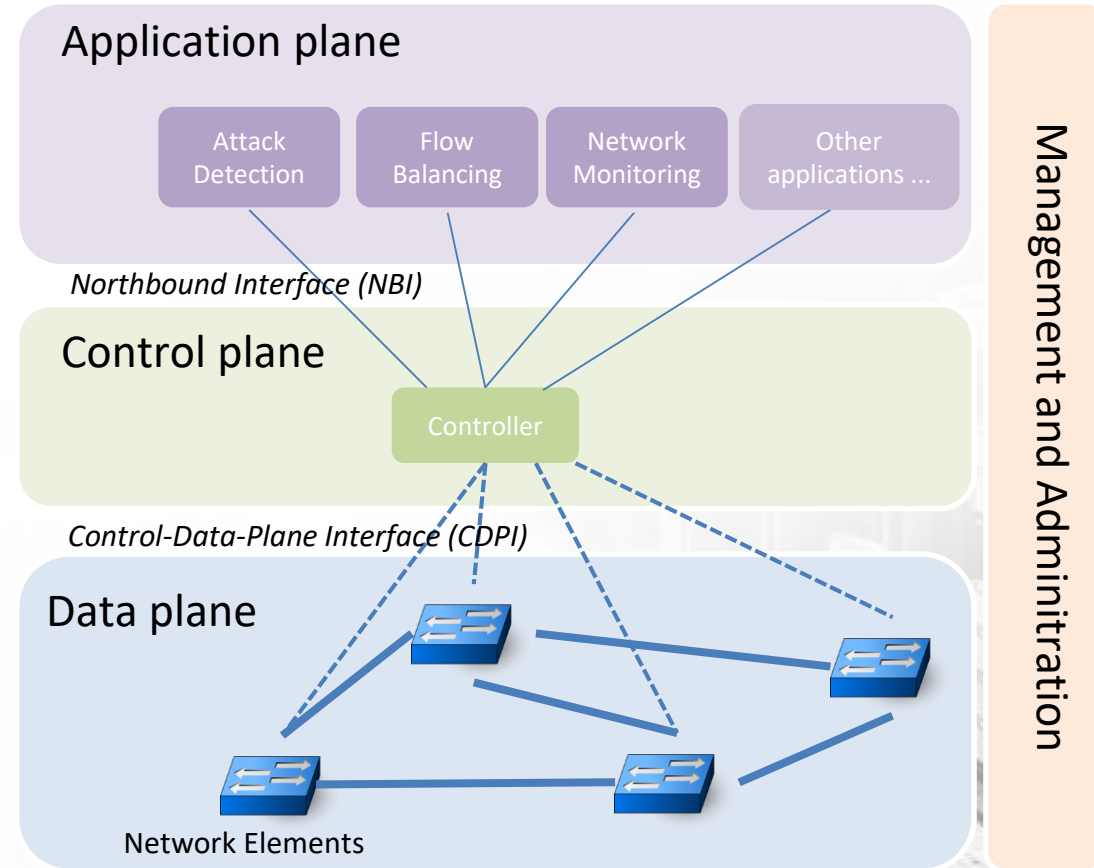 Application plane
Attack
Detection
Flow
Balancing
Network
Monitoring
Other
applications ...
Northbound Interface (NBI)
Control plane
Controller
Control-Data-Plane Interface (CDPI)
Data plane
Network Elements
Management and Adminitration